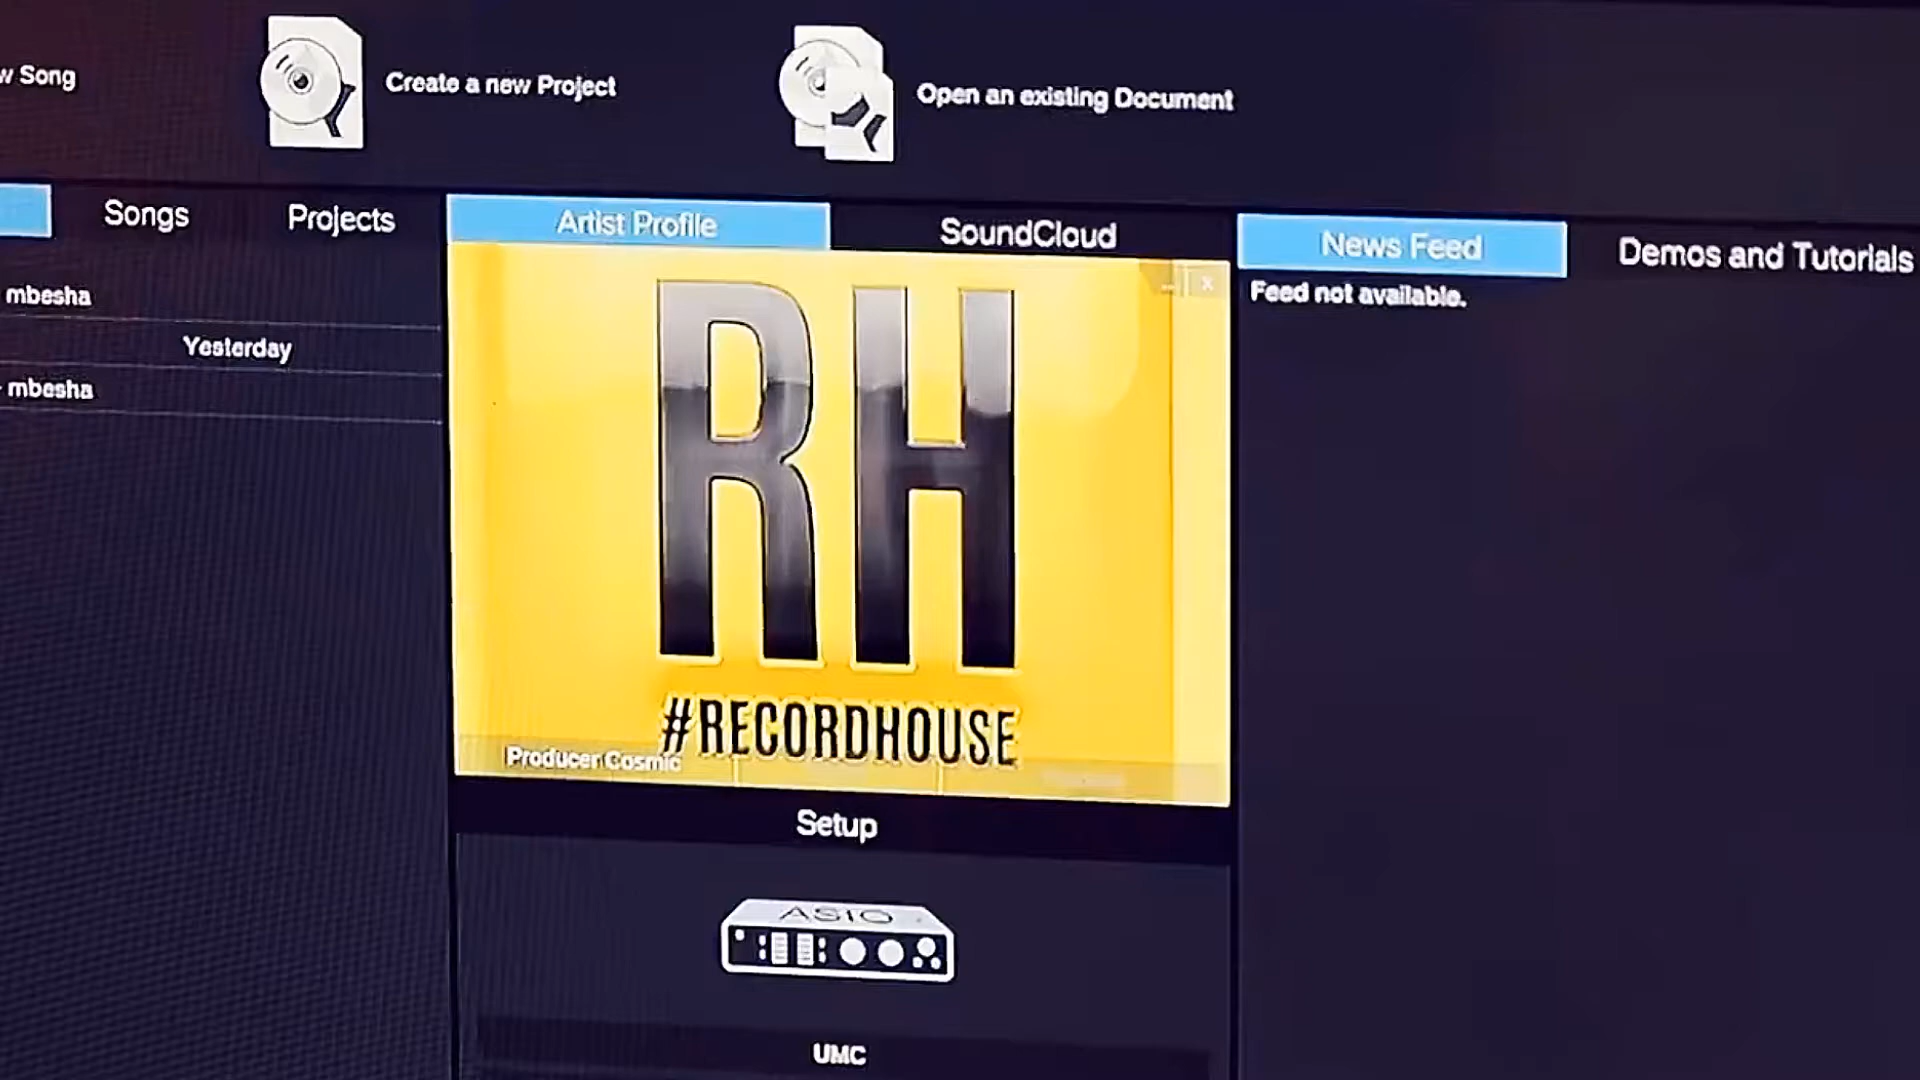 w Song
Create a new Project
Open an existing Document
Songs
Projects
Artist Profile
SoundCloud
News Feed
Demos and Tutorials
mbesha
Feed not available.
Yesterday
- mbesha
RH
#RECORDHOUSE
Producer Cosmic
Setup
ASIO
UMC